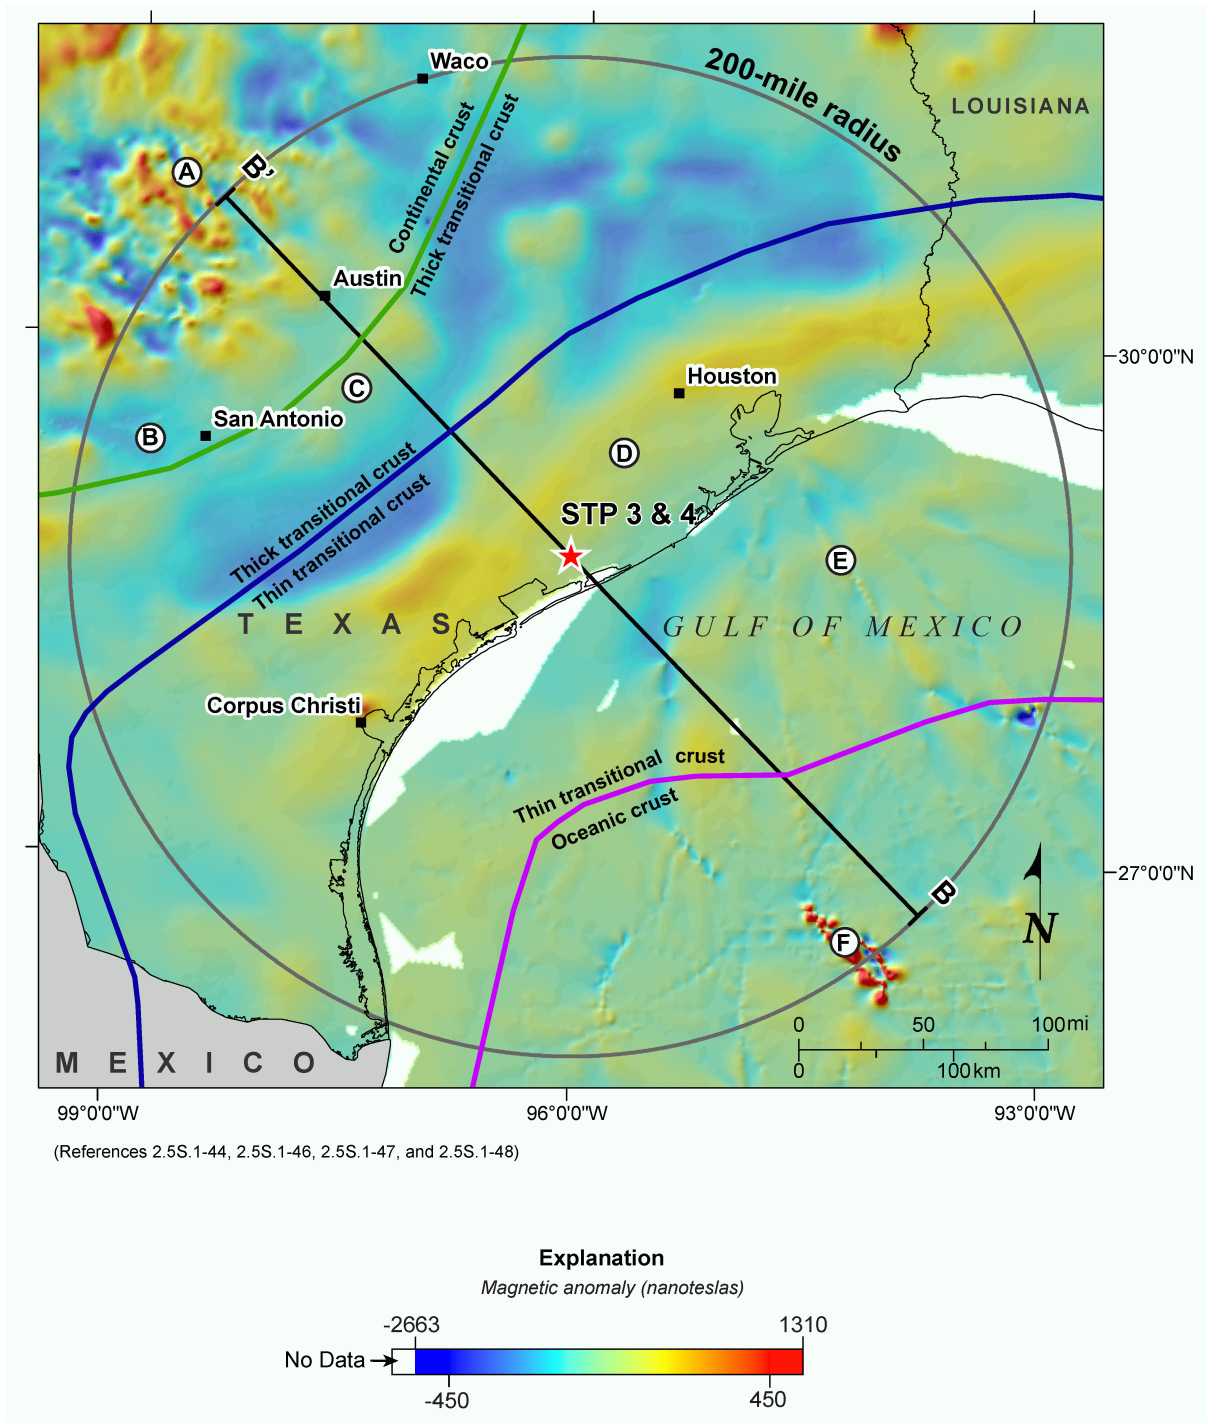 Waco
200-mile radius
LOUISIANA
Continental crust
Thick transitional crust
A
B’
Austin
30°0'0"N
Houston
C
San Antonio
B
D
Thick transitional crust
Thin transitional crust
STP 3 & 4
E
TEXAS
GULF OF MEXICO
Corpus Christi
Thin transitional crust
Oceanic crust
27°0'0"N
B
N
F
0 50 100mi
0 100km
MEXICO
99°0'0"W 96°0'0"W 93°0'0"W
(References 2.5S.1-44, 2.5S.1-46, 2.5S.1-47, and 2.5S.1-48)
Explanation
Magnetic anomaly (nanoteslas)
-2663 1310
No Data
-450 450